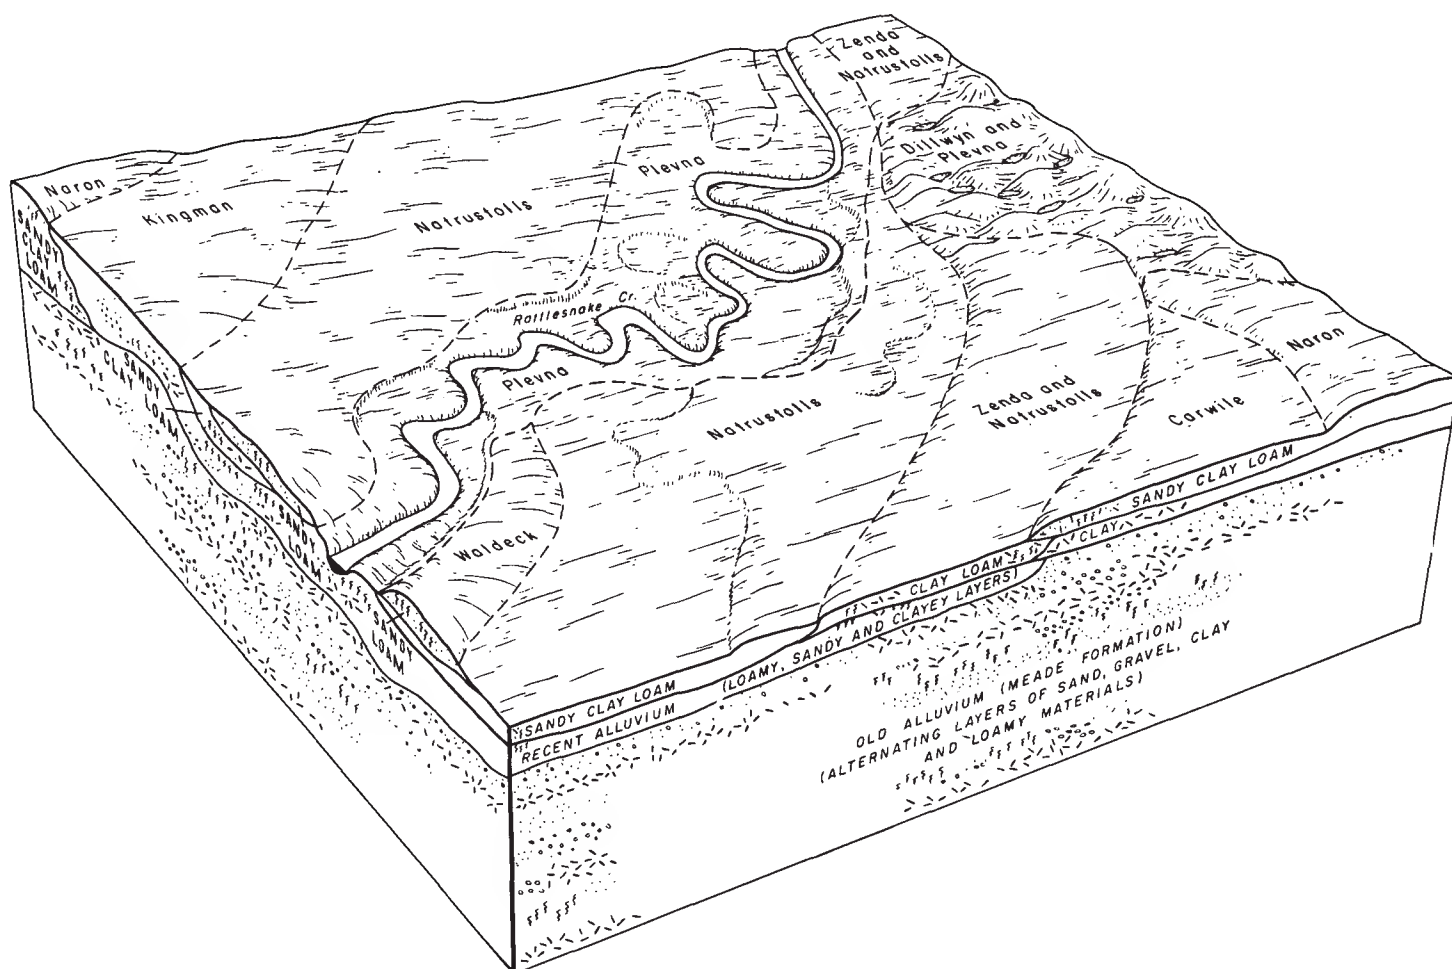 Zenda
and
Natrustolls
Dillwyn and
Plevna
Plevna
Naron
Kingman
Natrustolls
Rattlesnake Cr.
Plevna
Natrustolls
Zenda and
Natrustolls
Carwile
Naron
Waldeck
SANDY
CLAY
LOAM
SANDY
CLAY LOAM
LOAM
SANDY
LOAM
SANDY
LOAM
SANDY CLAY LOAM
CLAY
CLAY LOAM
SANDY CLAY LOAM
RECENT ALLUVIUM (LOAMY, SANDY AND CLAYEY LAYERS)
OLD ALLUVIUM (MEADE FORMATION)
(ALTERNATING LAYERS OF SAND, GRAVEL, CLAY
AND LOAMY MATERIALS)